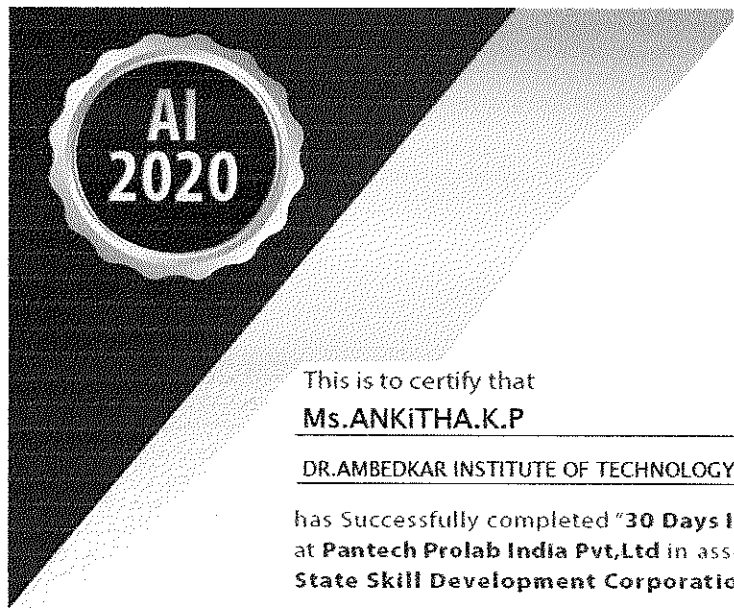 AI
2020
This is to certify that
Ms.ANKiTHA.K.P
DR.AMBEDKAR INSTITUTE OF TECHNOLOGY
has Successfully completed "30 Days
at Pantech Prolab India Pvt,Ltd in
State Skill Development